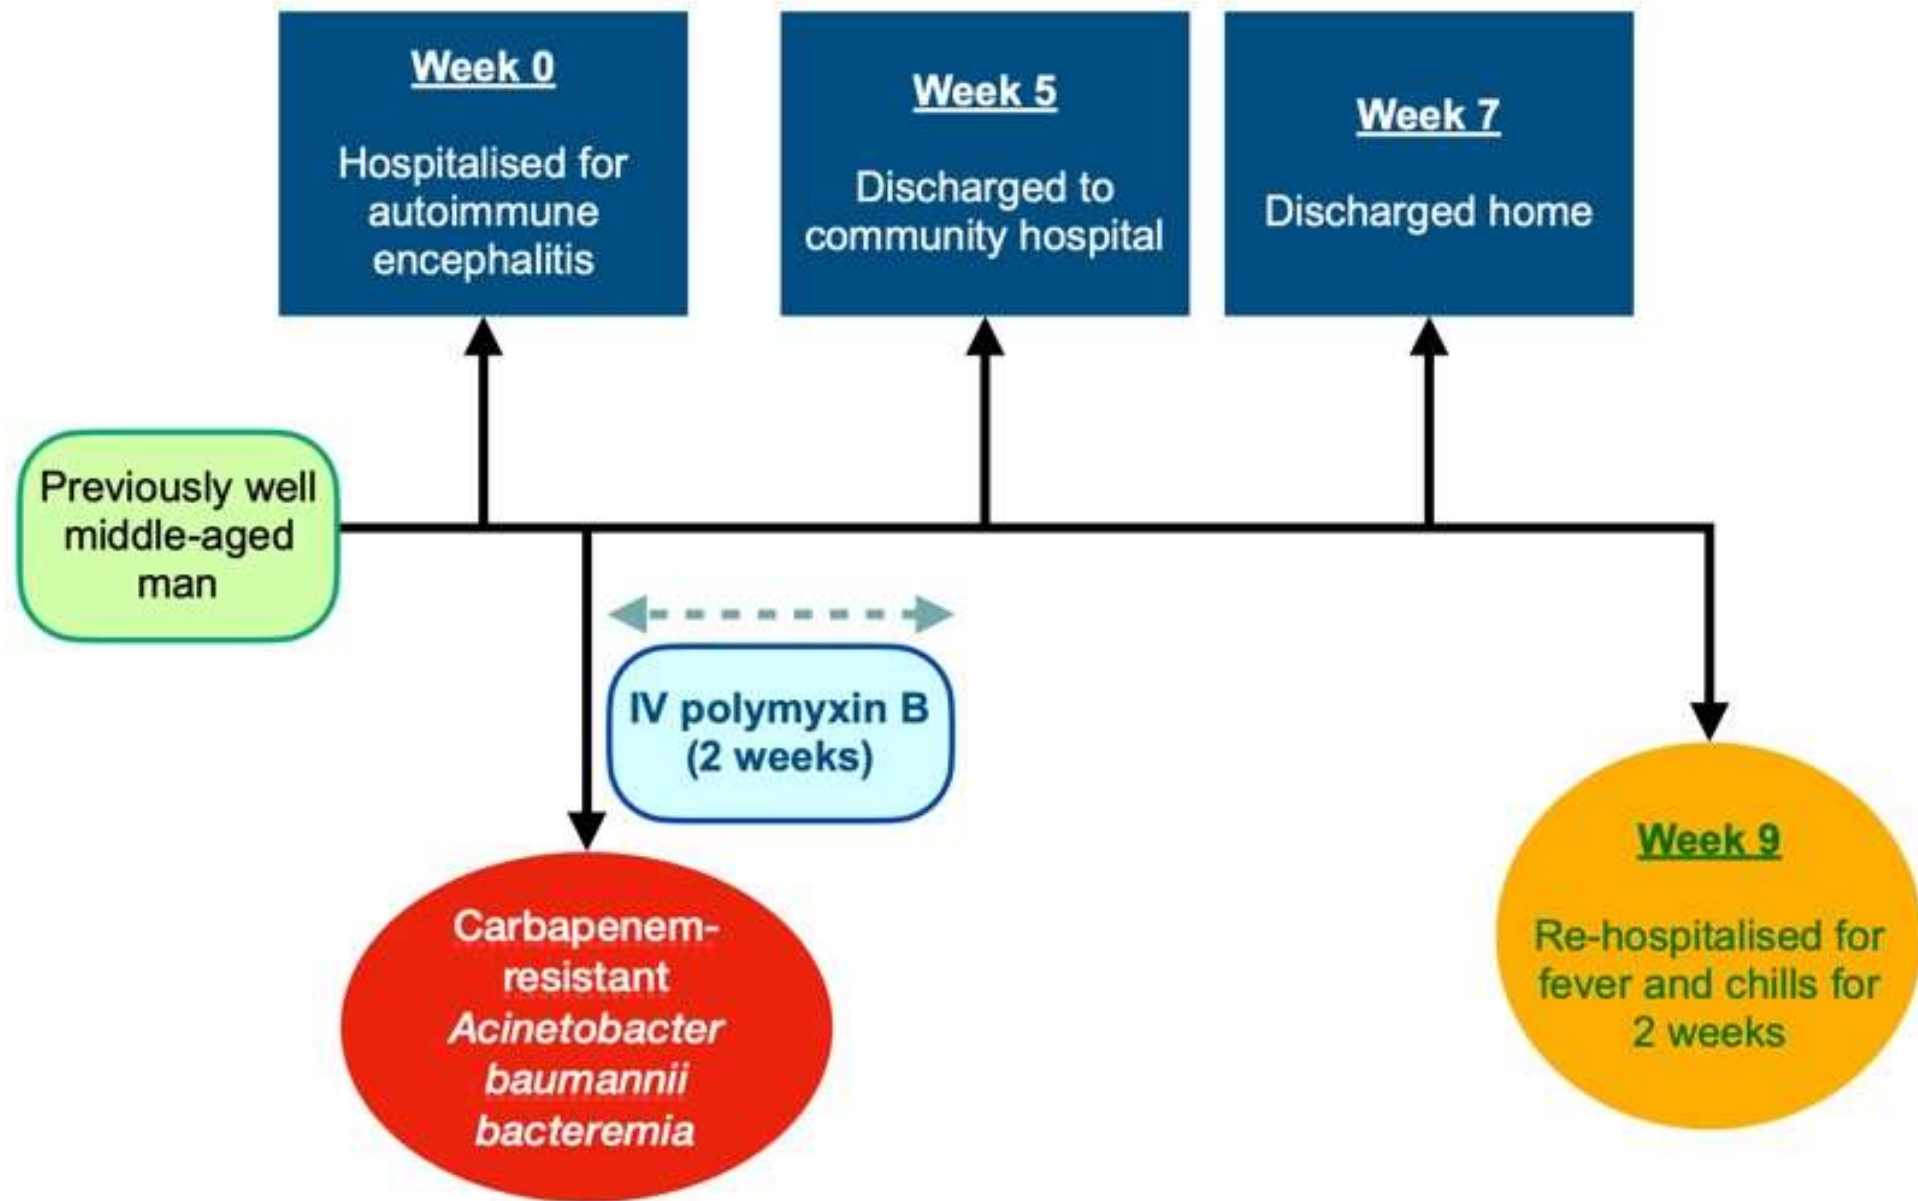 Week 0
Hospitalised for
autoimmune
encephalitis
Week 5
Discharged to
community hospital
Week 7
Discharged home
Previously well
middle-aged
man
IV polymyxin B
(2 weeks)
Carbapenem-
resistant
Acinetobacter
baumannii
bacteremia
Week 9
Re-hospitalised for
fever and chills for
2 weeks